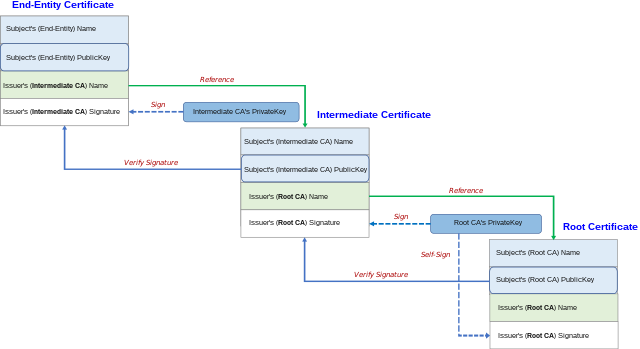 End-Entity Certificate
Subject's (End-Entity) Name
Subject's (End-Entity) PublicKey
Issuer's (Intermediate CA) Name
Reference
Issuer's (Intermediate CA) Signature
Sign
Intermediate CA's PrivateKey
Intermediate Certificate
Subject's (Intermediate CA) Name
Verify Signature
Subject's (Intermediate CA) PublicKey
Issuer's (Root CA) Name
Reference
Issuer's (Root CA) Signature
Sign
Root CA's PrivateKey
Root Certificate
Self-Sign
Subject's (Root CA) Name
Verify Signature
Subject's (Root CA) PublicKey
Issuer's (Root CA) Name
Issuer's (Root CA) Signature